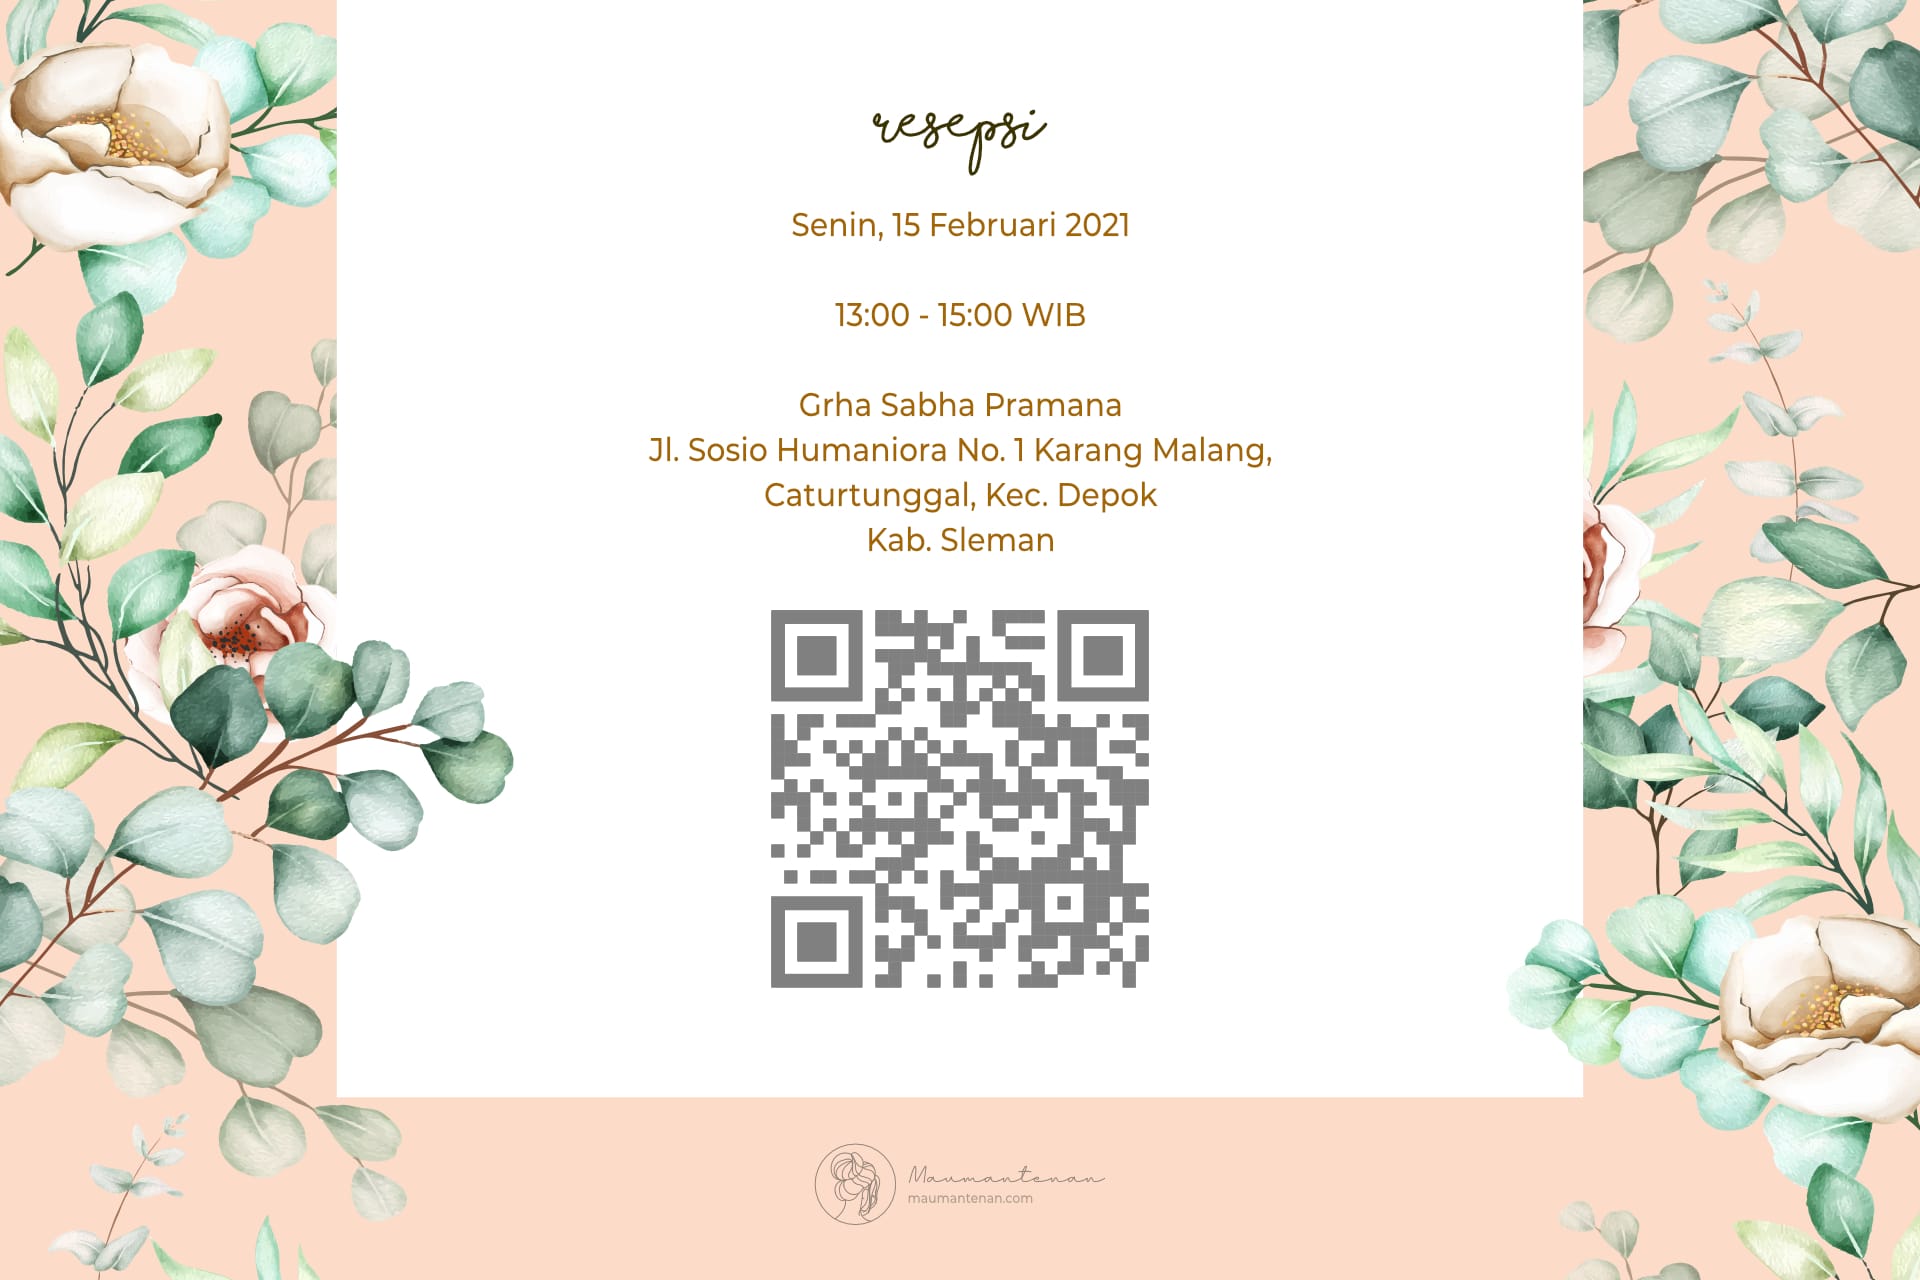 resepsi
Senin, 15 Februari 2021
13:00 - 15:00 WIB
Grha Sabha Pramana
Jl. Sosio Humaniora No. 1 Karang Malang,
Caturtunggal, Kec. Depok
Kab. Sleman
Maumantenan
maumantenan.com